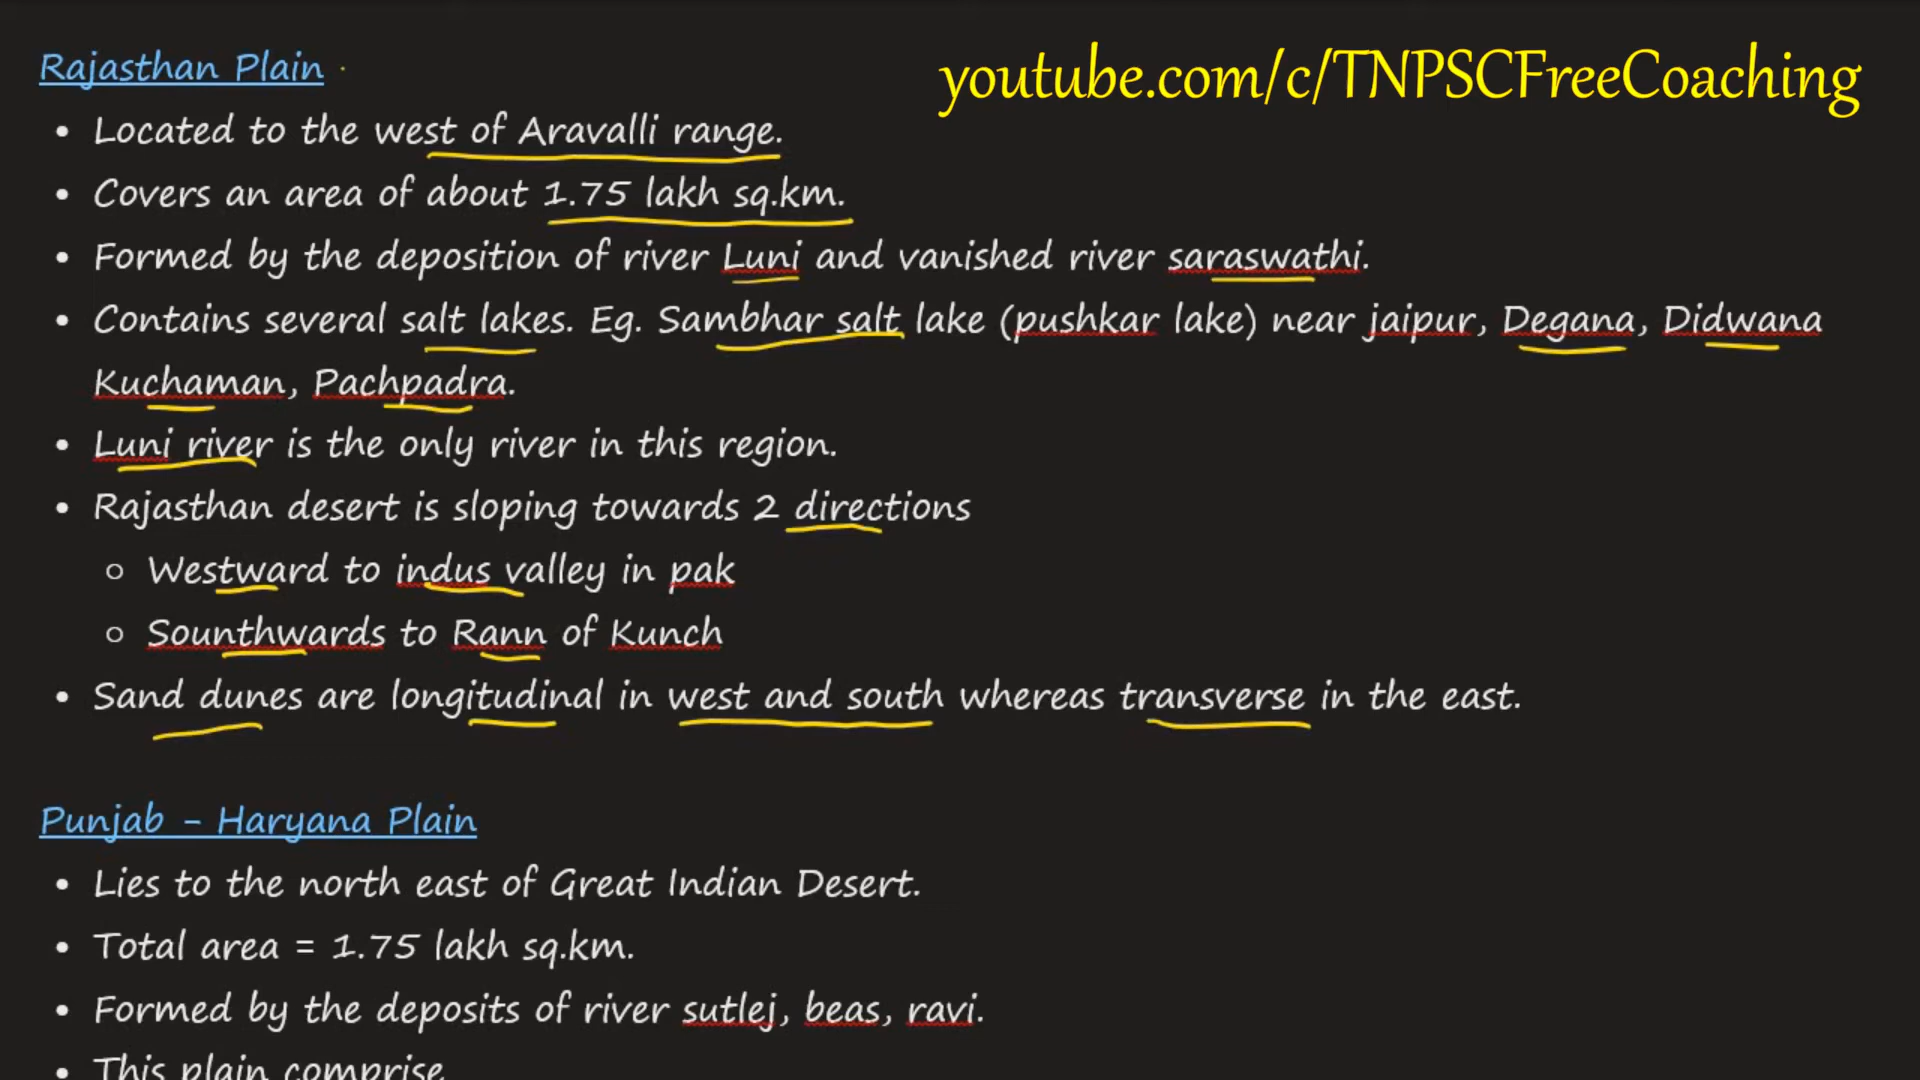 Rajasthan Plain
youtube.com/c/TNPSCFreeCoaching
• Located to the west of Aravalli range.
• Covers an area of about 1.75 lakh sq.km.
• Formed by the deposition of river Luni and vanished river saraswathi.
• Contains several salt lakes. Eg. Sambhar salt lake (pushkar lake) near jaipur, Degana, Didwana
Kuchaman, Pachpadra.
• Luni river is the only river in this region.
• Rajasthan desert is sloping towards 2 directions
○ Westward to indus valley in pak
○ Sounthwards to Rann of Kunch
• Sand dunes are longitudinal in west and south whereas transverse in the east.
Punjab - Haryana Plain
• Lies to the north east of Great Indian Desert.
• Total area = 1.75 lakh sq.km.
• Formed by the deposits of river sutlej, beas, ravi.
• This plain comprise